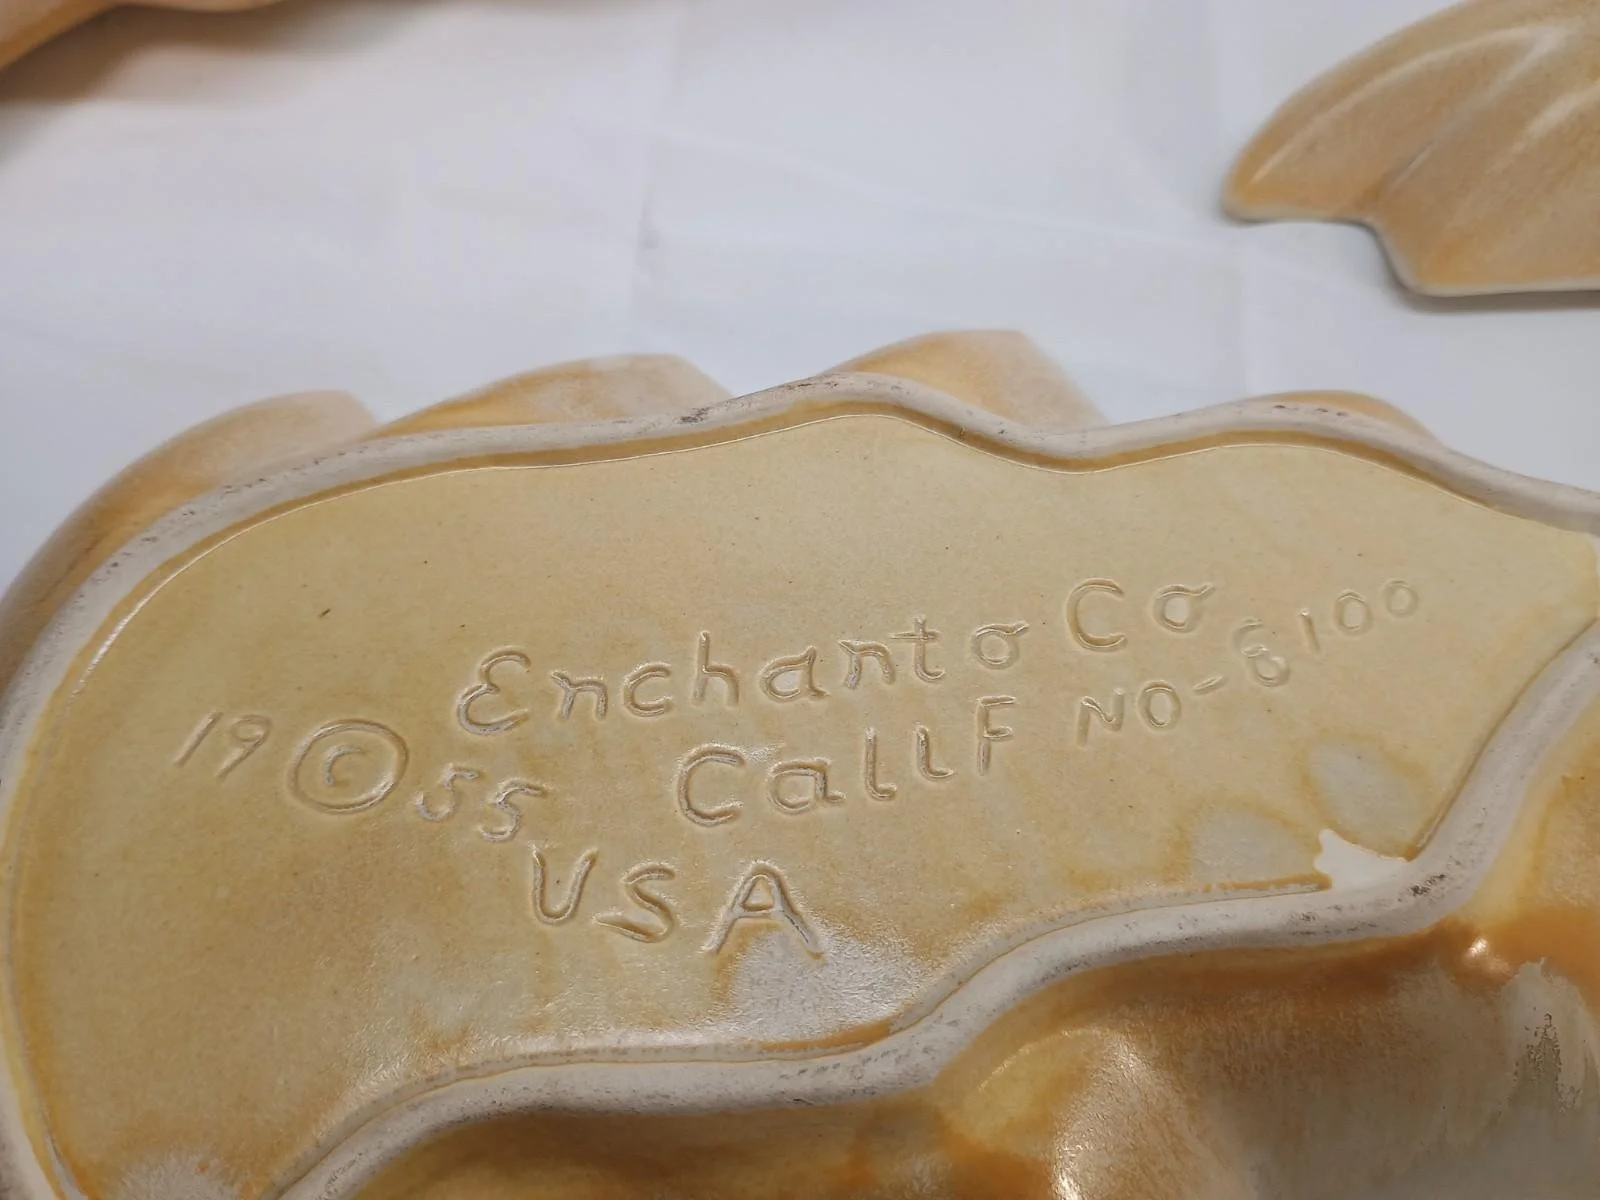 Enchanto Co
19 © 55 Calif NO-6100
USA